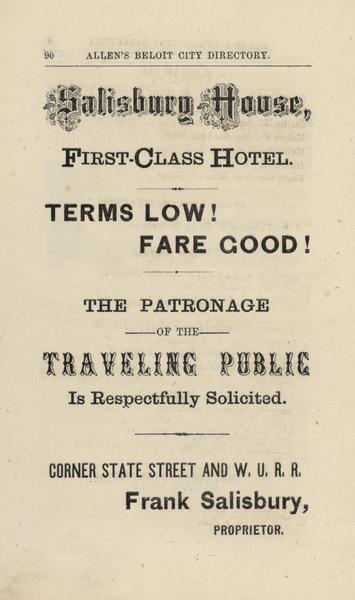 90 ALLEN'S BELOIT CITY DIRECTORY.
Salisbury House,
FIRST-CLASS HOTEL.
TERMS LOW!
FARE GOOD!
THE PATRONAGE
OF THE
TRAVELING PUBLIC
Is Respectfully Solicited.
CORNER STATE STREET AND W. U. R. R.
Frank Salisbury,
PROPRIETOR.